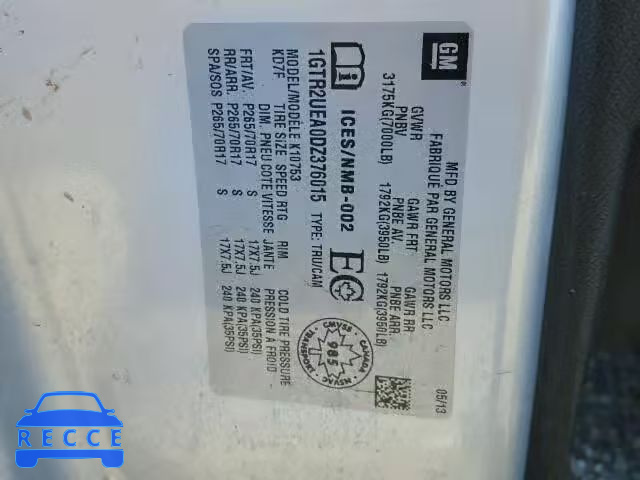 GM
MFD BY GENERAL MOTORS LLC
FABRIQUÉ PAR GENERAL MOTORS LLC
05/13
GVWR GAWR FRT GAWR RR
PNBV PNBE AV. PNBE ARR.
3175KG(7000LB) 1792KG(3950LB) 1792KG(3950LB)
ICES/NMB-002
CANADA
NSVAC
TRANSPORT
985
1GTR2UEA0DZ376015 TYPE: TRU/CAM
MODEL/MODELE K10753
KD7F
TIRE SIZE SPEED RTG RIM COLD TIRE PRESSURE
DIM. PNEU COTE VITESSE JANTE PRESSION À FROID
FRT/AV. P265/70R17 S 17X7.5J 240 KPA(35PSI)
RR/ARR. P265/70R17 S 17X7.5J 240 KPA(35PSI)
SPA/SOS P265/70R17 S 17X7.5J 240 KPA(35PSI)
RECCE